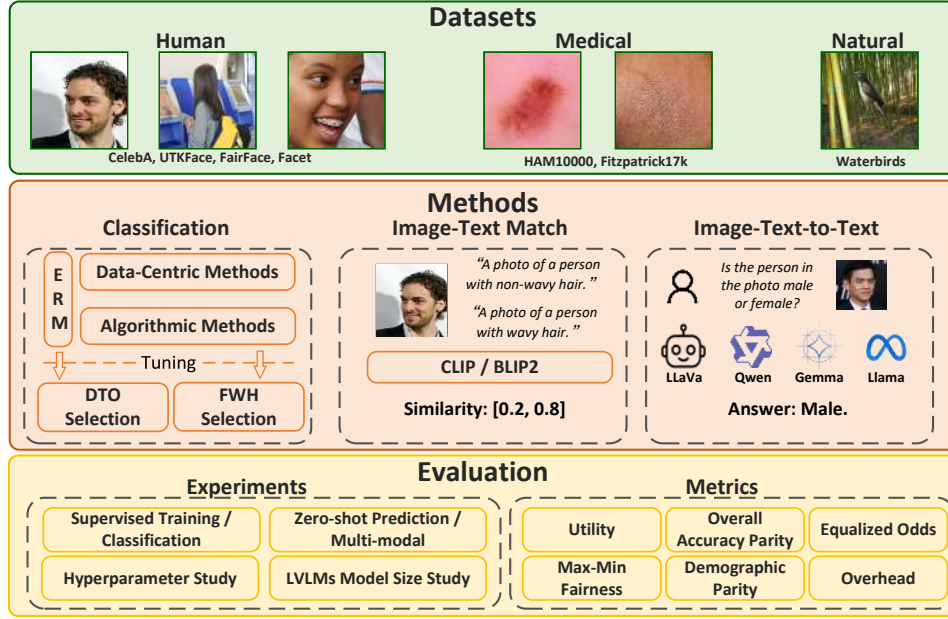 Datasets
Human
Medical
Natural
CelebA, UTKFace, FairFace, Facet
HAM10000, Fitzpatrick17k
Waterbirds
Methods
Classification
Image-Text Match
Image-Text-to-Text
E
R
M
Data-Centric Methods
Algorithmic Methods
Tuning
DTO
Selection
FWH
Selection
“A photo of a person
with non-wavy hair. ”
“A photo of a person
with wavy hair. ”
CLIP / BLIP2
Similarity: [0.2, 0.8]
Is the person in
the photo male
or female?
LLaVa
Qwen
Gemma
Llama
Answer: Male.
Evaluation
Experiments
Metrics
Supervised Training /
Classification
Zero-shot Prediction /
Multi-modal
Hyperparameter Study
LVLMs Model Size Study
Utility
Overall
Accuracy Parity
Equalized Odds
Max-Min
Fairness
Demographic
Parity
Overhead